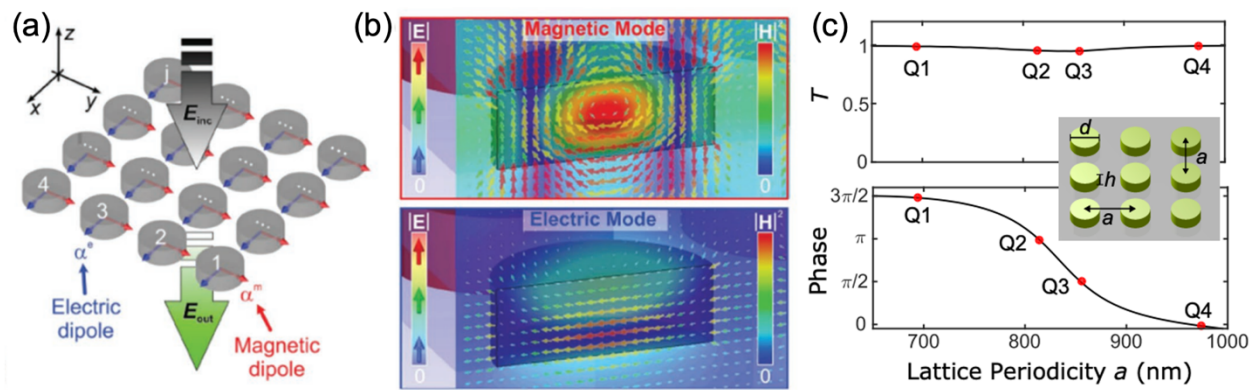 (a)
z
y
x
j
...
...
...
...
...
...
...
...
...
E_inc
4
3
2
1
α^e
Electric
dipole
E_out
α^m
Magnetic
dipole
(b)
|E|
Magnetic Mode
|H|²
0
0
|E|
Electric Mode
|H|²
0
0
(c)
T
1
0.5
0
Q1
Q2
Q3
Q4
d
a
h
a
Phase
3π/2
π
π/2
0
Q1
Q2
Q3
Q4
700
800
900
1000
Lattice Periodicity a (nm)